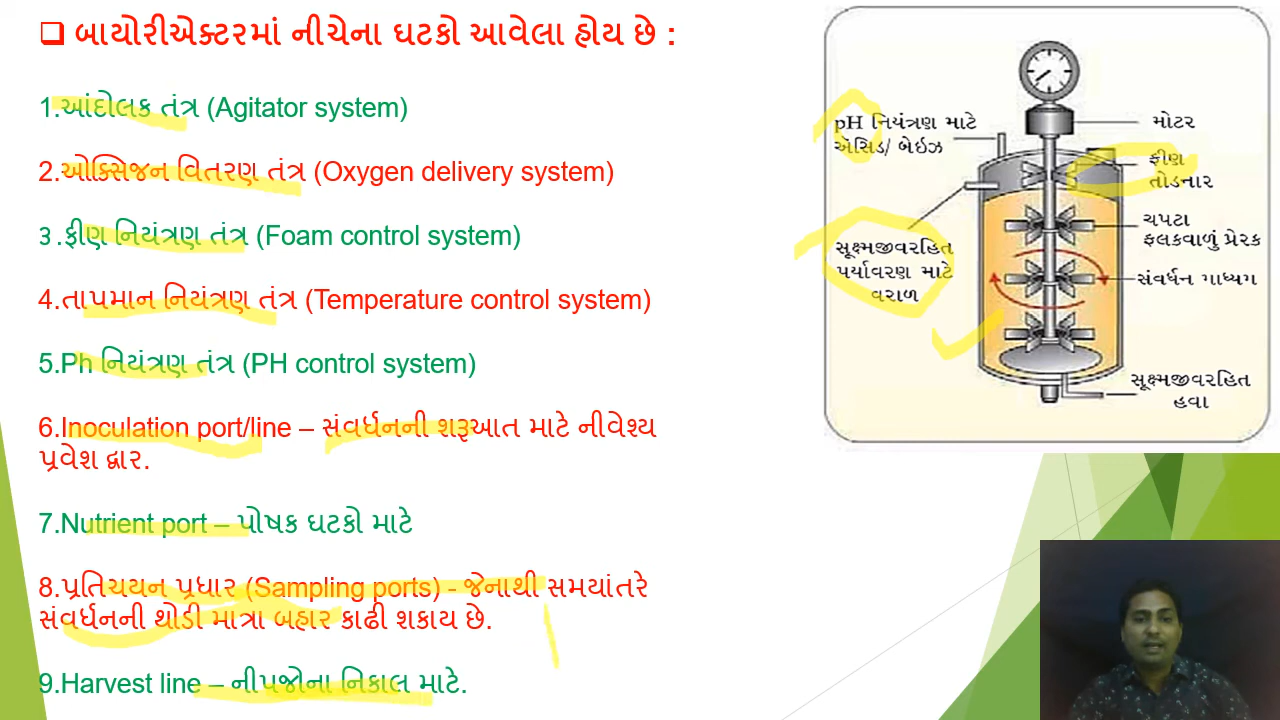 ❑ બાયોરીએક્ટરમાં નીચેના ઘટકો આવેલા હોય છે :
1.આંદોલક તંત્ર (Agitator system)
2.ઓક્સિજન વિતરણ તંત્ર (Oxygen delivery system)
૩.ફીણ નિયંત્રણ તંત્ર (Foam control system)
4.તાપમાન નિયંત્રણ તંત્ર (Temperature control system)
5.Ph નિયંત્રણ તંત્ર (PH control system)
6.Inoculation port/line – સંવર્ધનની શરૂઆત માટે નીવેશ્ય
પ્રવેશ દ્વાર.
7.Nutrient port – પોષક ઘટકો માટે
8.પ્રતિચયન પ્રધાર (Sampling ports) - જેનાથી સમયાંતરે
સંવર્ધનની થોડી માત્રા બહાર કાઢી શકાય છે.
9.Harvest line – નીપજોના નિકાલ માટે.
pH નિયંત્રણ માટે
ઍસિડ/ બેઇઝ
સૂક્ષ્મજીવરહિત
પર્યાવરણ માટે
વરાળ
મોટર
ફીણ
તોડનાર
ચપટા
ફલકવાળું પ્રેરક
સંવર્ધન માધ્યમ
સૂક્ષ્મજીવરહિત
હવા